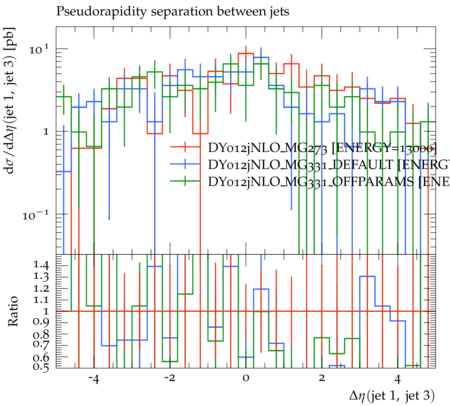 Pseudorapidity separation between jets
dσ/dΔη(jet 1, jet 3) [pb]
10¹
1
10⁻¹
DY012jNLO_MG273 [ENERGY=13000]
DY012jNLO_MG331_DEFAULT [ENERGY
DY012jNLO_MG331_OFFPARAMS [ENE
Ratio
1.4
1.3
1.2
1.1
1
0.9
0.8
0.7
0.6
0.5
-4 -2 0 2 4
Δη(jet 1, jet 3)